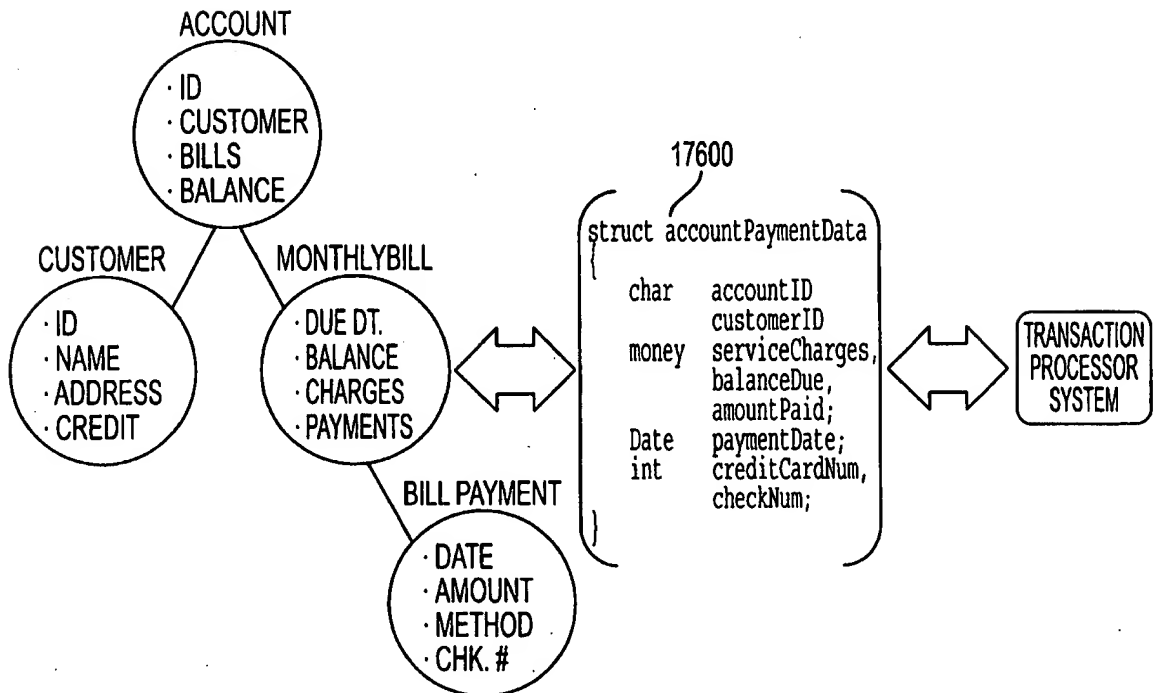 ACCOUNT
· ID
· CUSTOMER
· BILLS
· BALANCE
CUSTOMER
· ID
· NAME
· ADDRESS
· CREDIT
MONTHLYBILL
· DUE DT.
· BALANCE
· CHARGES
· PAYMENTS
BILL PAYMENT
· DATE
· AMOUNT
· METHOD
· CHK. #
17600
struct accountPaymentData
{
char accountID
customerID
money serviceCharges,
balanceDue,
amountPaid;
Date paymentDate;
int creditCardNum,
checkNum;
}
TRANSACTION
PROCESSOR
SYSTEM